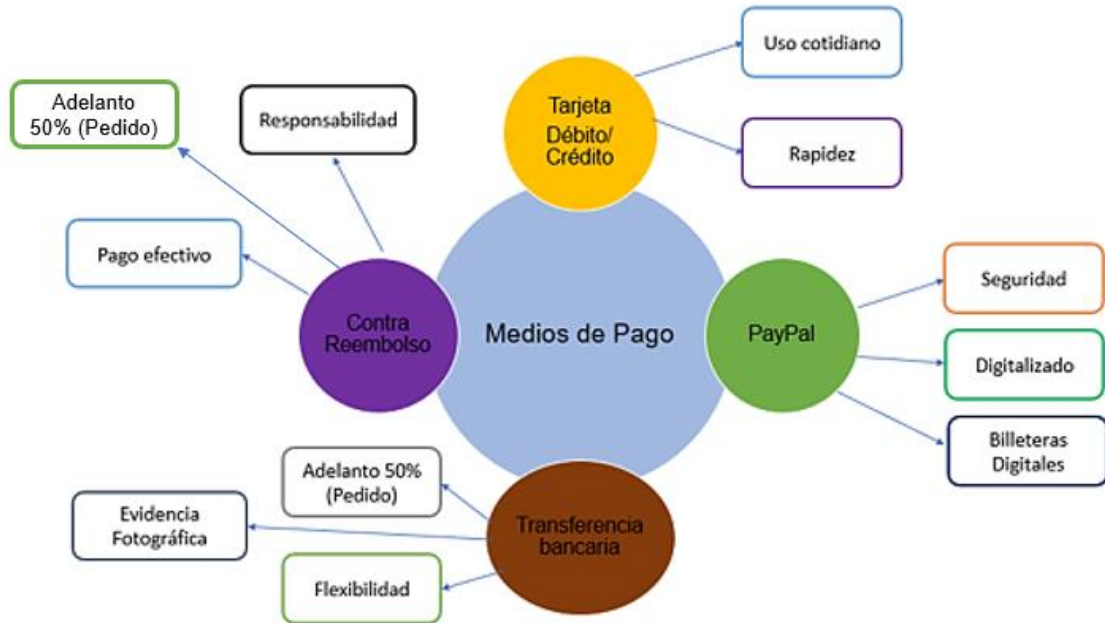 Uso cotidiano
Tarjeta
Débito/
Crédito
Rapidez
Adelanto
50% (Pedido)
Responsabilidad
Pago efectivo
Contra
Reembolso
Medios de Pago
PayPal
Seguridad
Digitalizado
Billeteras
Digitales
Adelanto 50%
(Pedido)
Evidencia
Fotográfica
Transferencia
bancaria
Flexibilidad